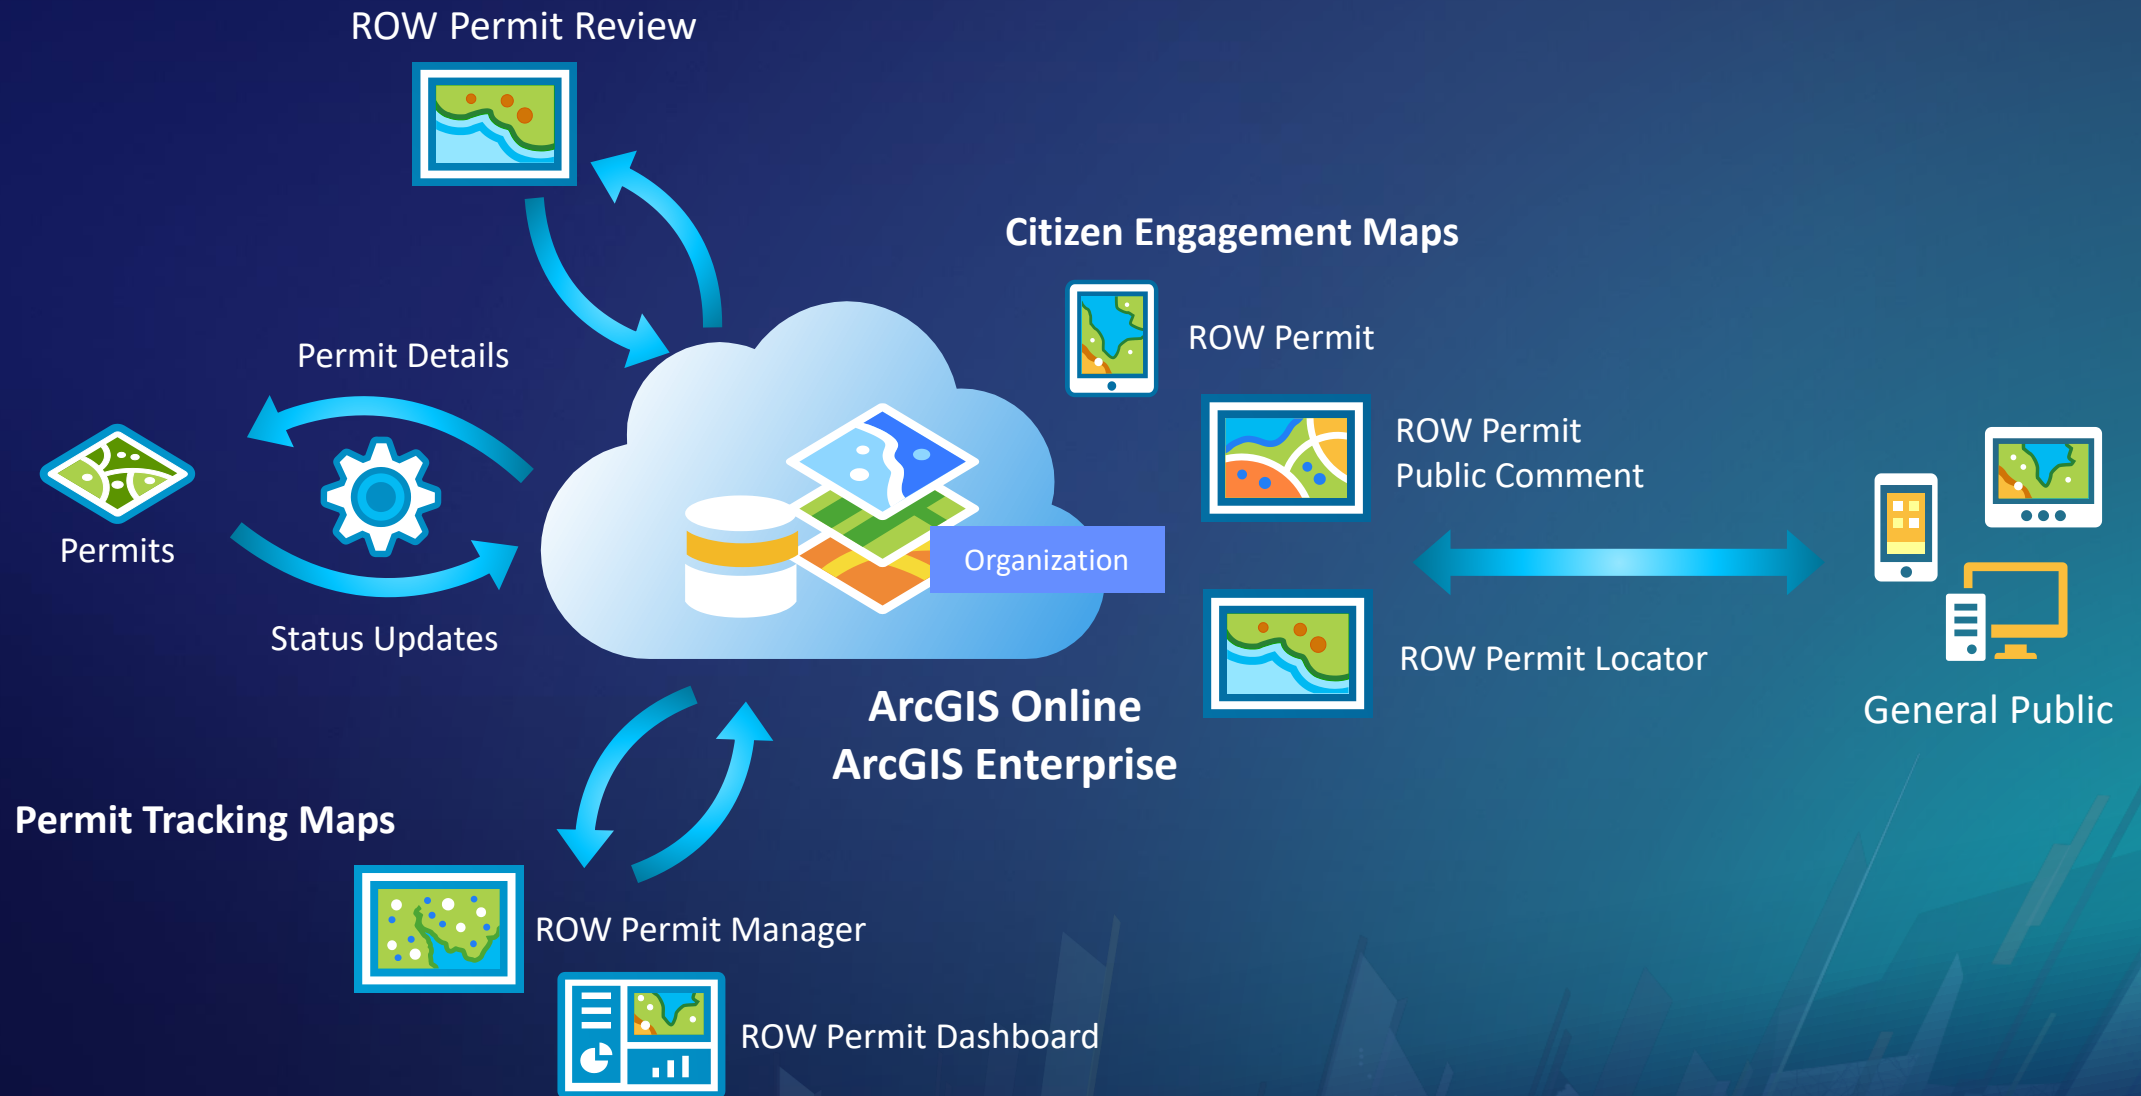 ROW Permit Review
Citizen Engagement Maps
ROW Permit
Permit Details
ROW Permit
Public Comment
Permits
Organization
Status Updates
ROW Permit Locator
ArcGIS Online
ArcGIS Enterprise
General Public
Permit Tracking Maps
ROW Permit Manager
ROW Permit Dashboard